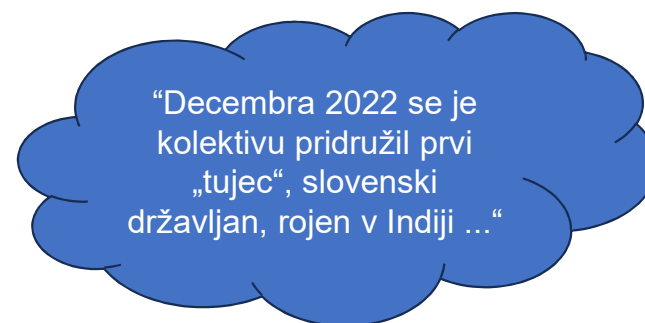 “Decembra 2022 se je
kolektivu pridružil prvi
„tujec“, slovenski
državljan, rojen v Indiji ...“